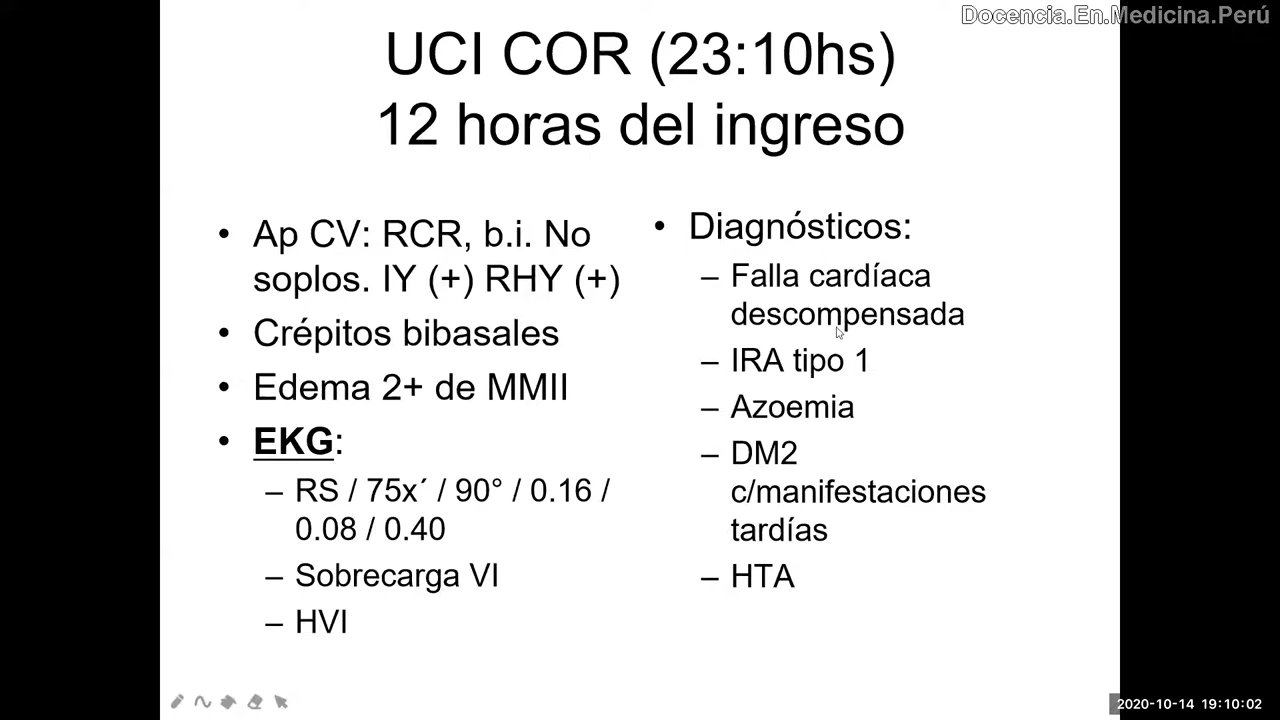 Docencia.En.Medicina.Perú
UCI COR (23:10hs)
12 horas del ingreso
• Ap CV: RCR, b.i. No
soplos. IY (+) RHY (+)
• Crépitos bibasales
• Edema 2+ de MMII
• EKG:
– RS / 75x´ / 90° / 0.16 /
0.08 / 0.40
– Sobrecarga VI
– HVI
• Diagnósticos:
– Falla cardíaca
descompensada
– IRA tipo 1
– Azoemia
– DM2
c/manifestaciones
tardías
– HTA
2020-10-14 19:10:02